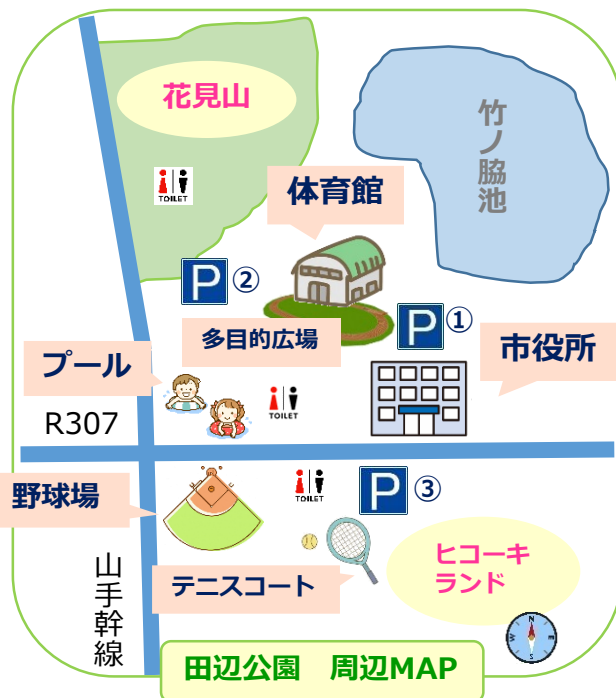 花見山
竹ノ脇池
TOILET
体育館
P ②
P ①
多目的広場
市役所
プール
TOILET
R307
野球場
TOILET
P ③
テニスコート
ヒコーキ
ランド
山手幹線
N
W E
S
田辺公園 周辺MAP